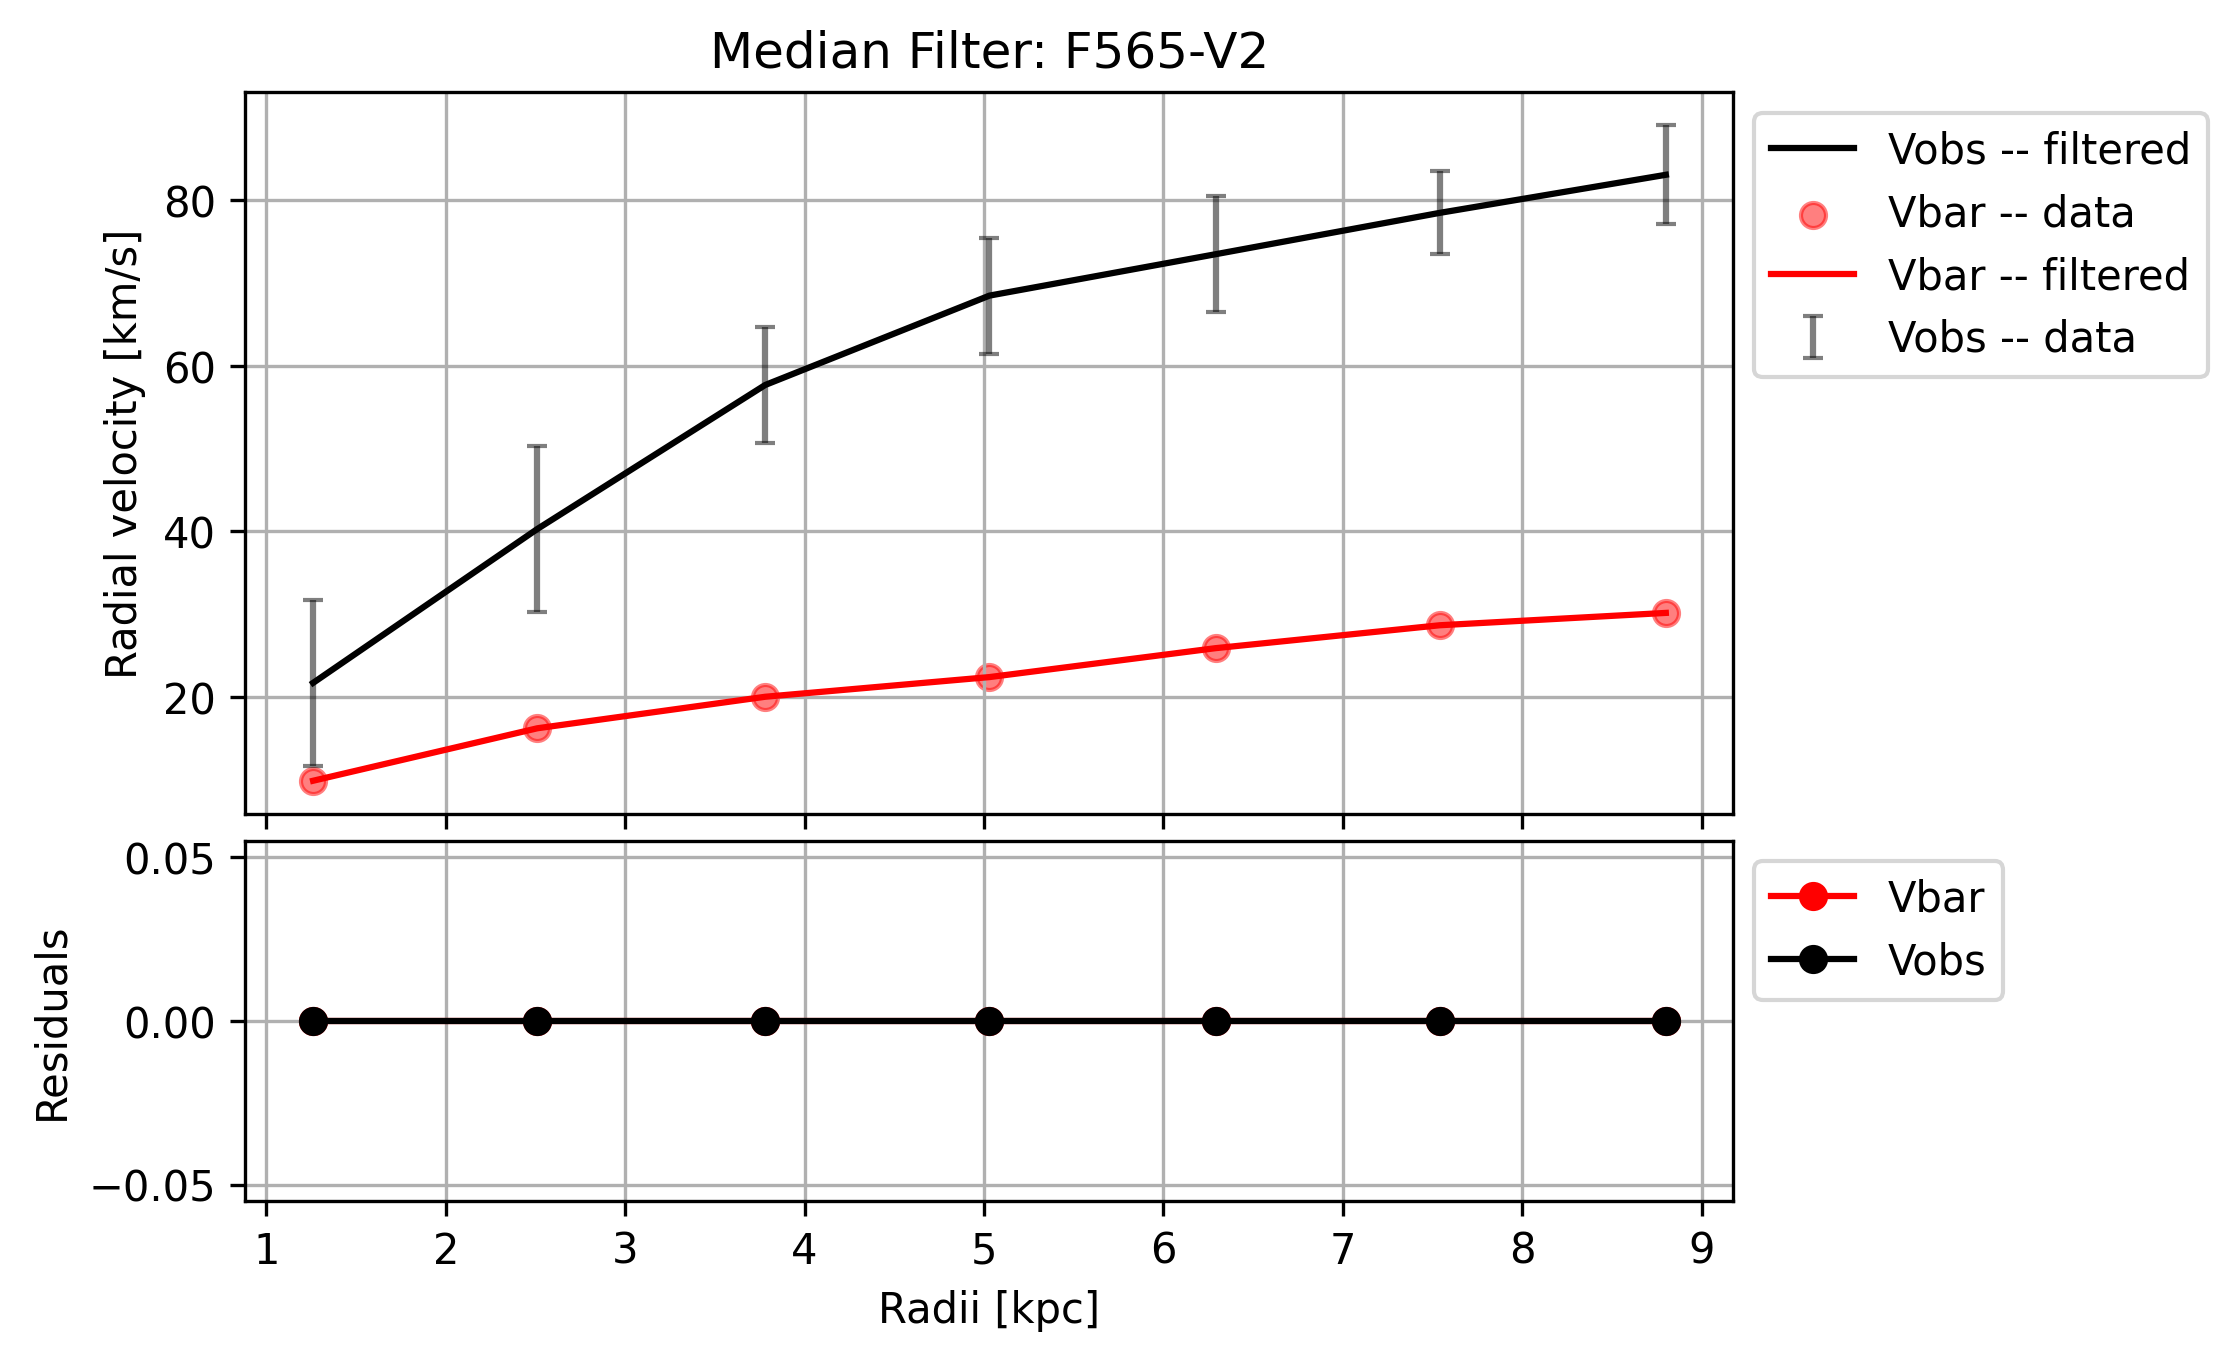 Median Filter: F565-V2
Radial velocity [km/s]
80
60
40
20
Vobs -- filtered
Vbar -- data
Vbar -- filtered
Vobs -- data
Residuals
0.05
0.00
−0.05
Vbar
Vobs
1 2 3 4 5 6 7 8 9
Radii [kpc]